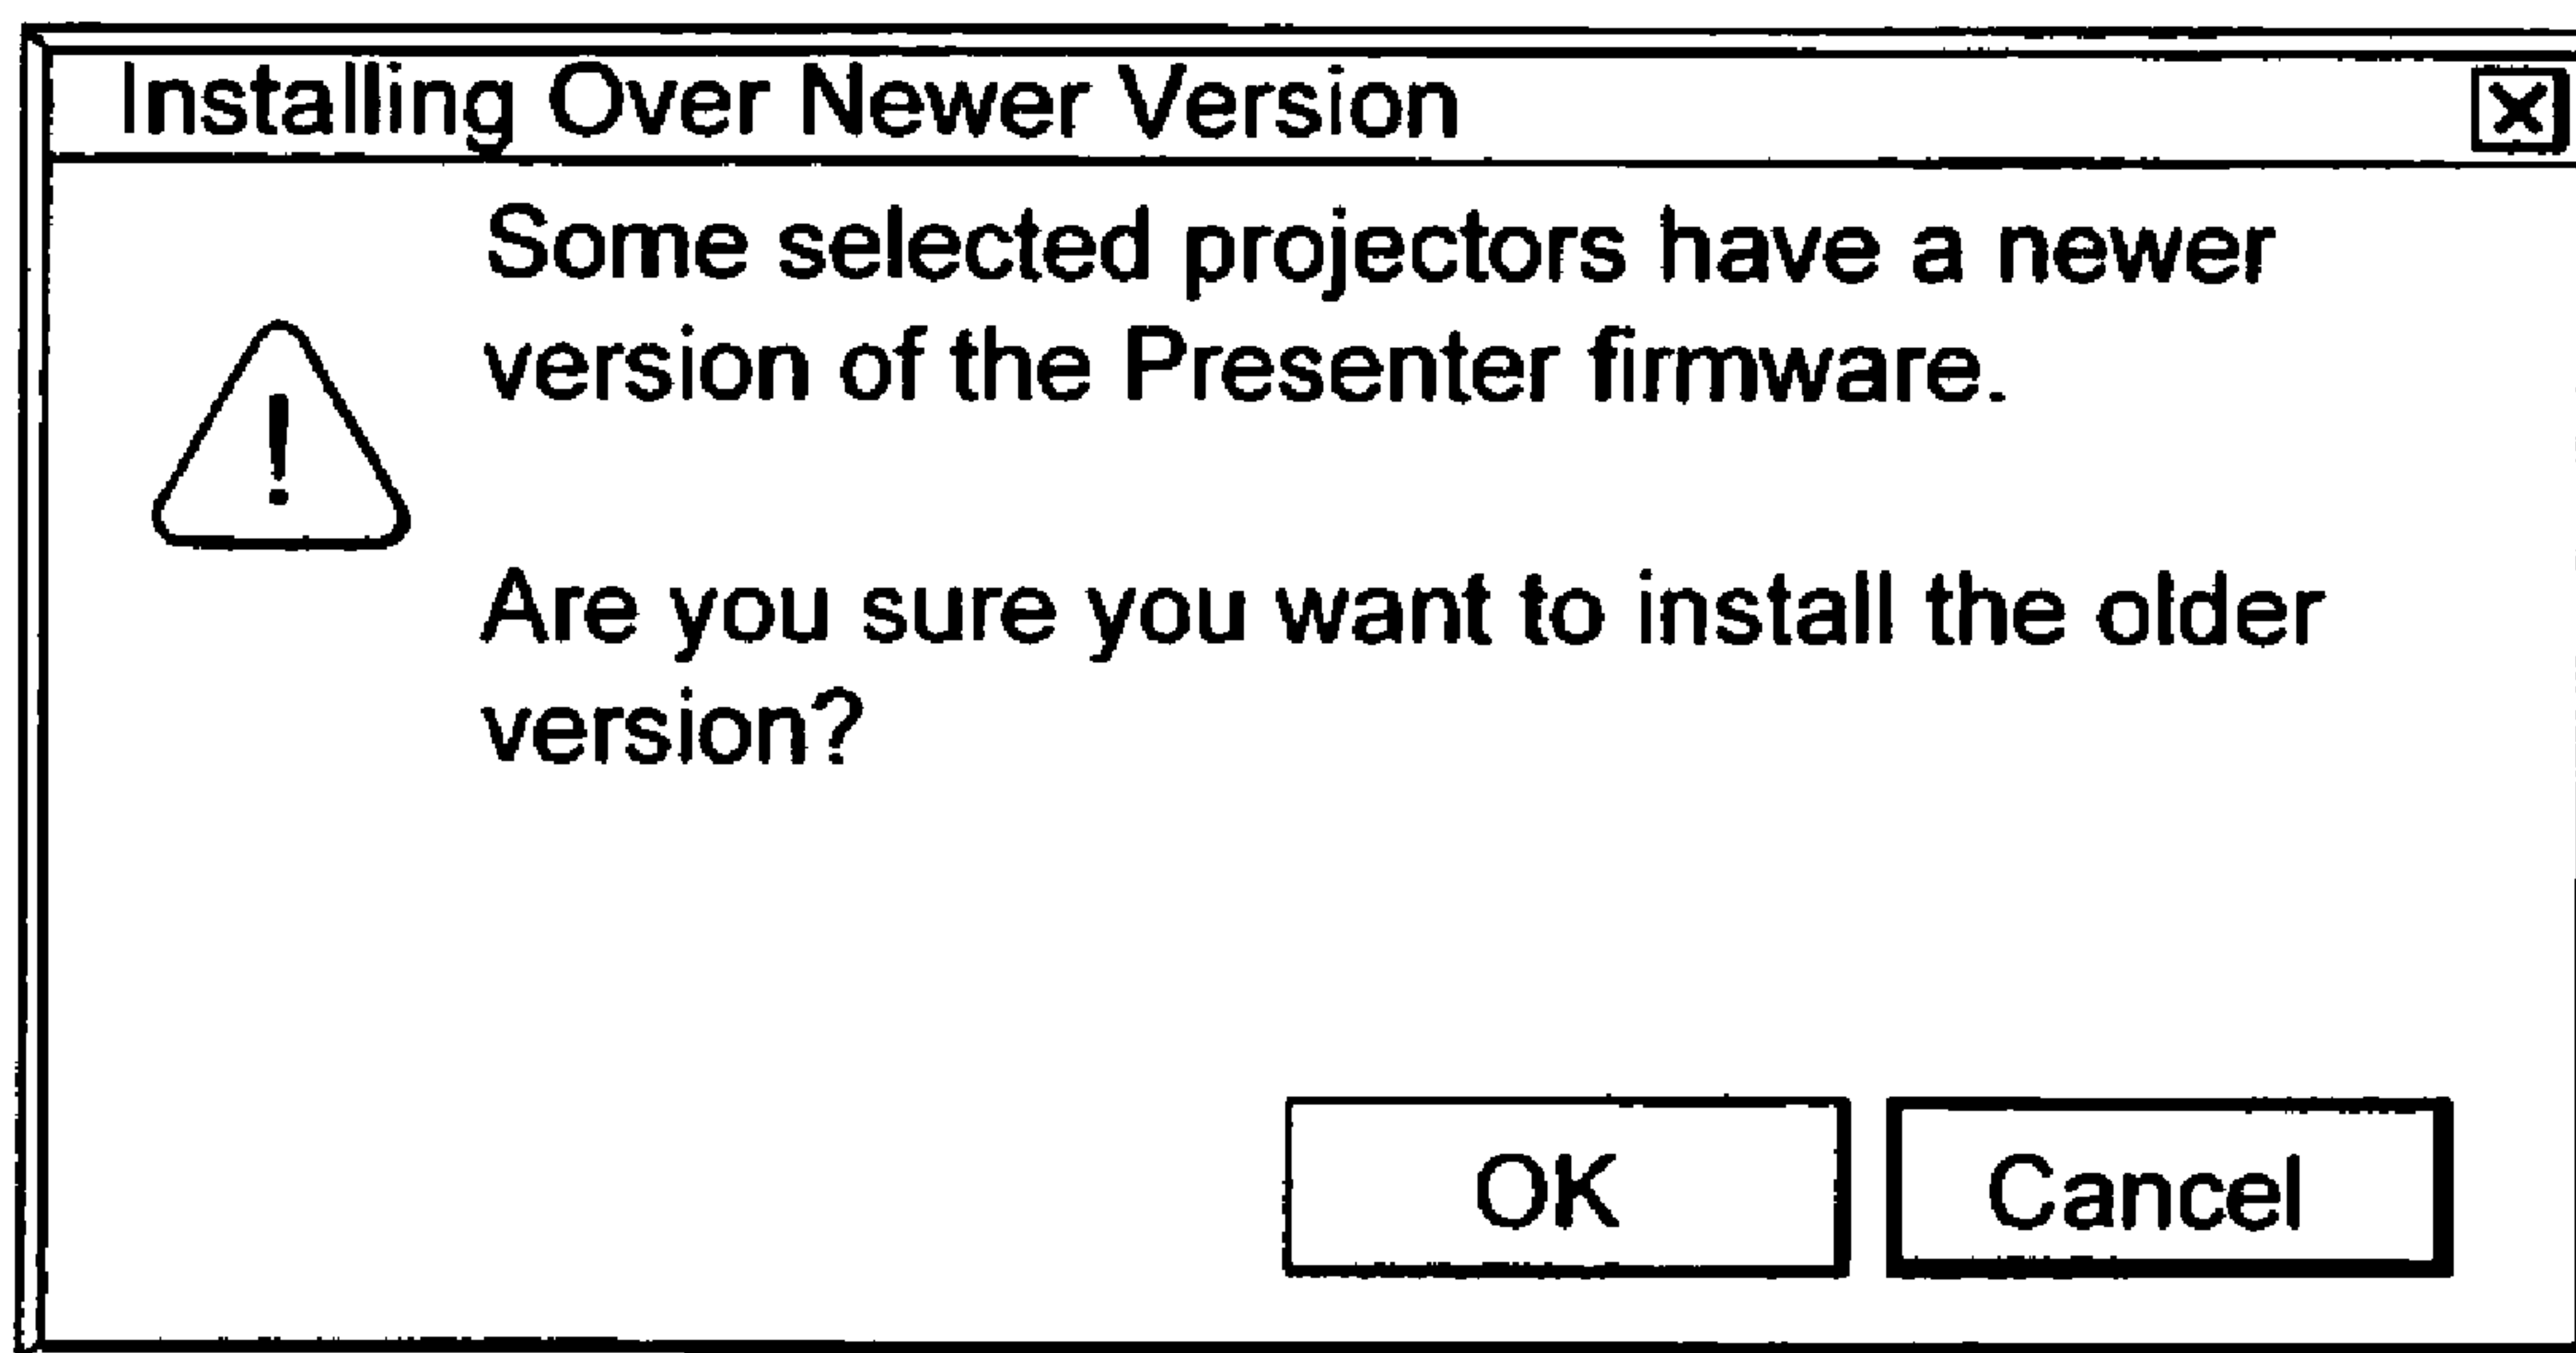 Installing Over Newer Version
Some selected projectors have a newer
version of the Presenter firmware.
Are you sure you want to install the older
version?
OK Cancel